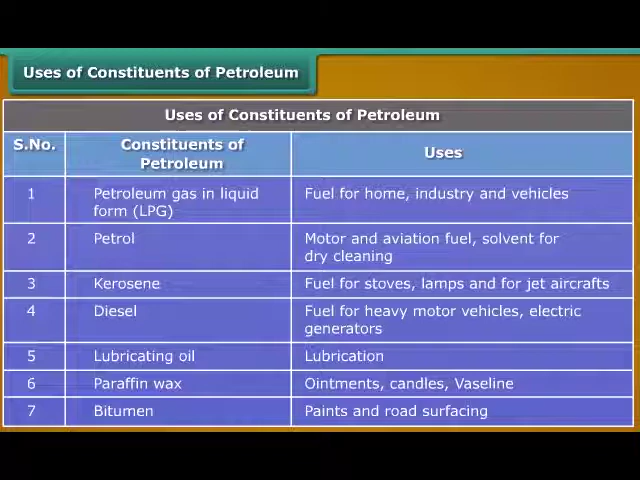 Uses of Constituents of Petroleum
Uses of Constituents of Petroleum
S.No. Constituents of Petroleum Uses
1 Petroleum gas in liquid form (LPG) Fuel for home, industry and vehicles
2 Petrol Motor and aviation fuel, solvent for dry cleaning
3 Kerosene Fuel for stoves, lamps and for jet aircrafts
4 Diesel Fuel for heavy motor vehicles, electric generators
5 Lubricating oil Lubrication
6 Paraffin wax Ointments, candles, Vaseline
7 Bitumen Paints and road surfacing